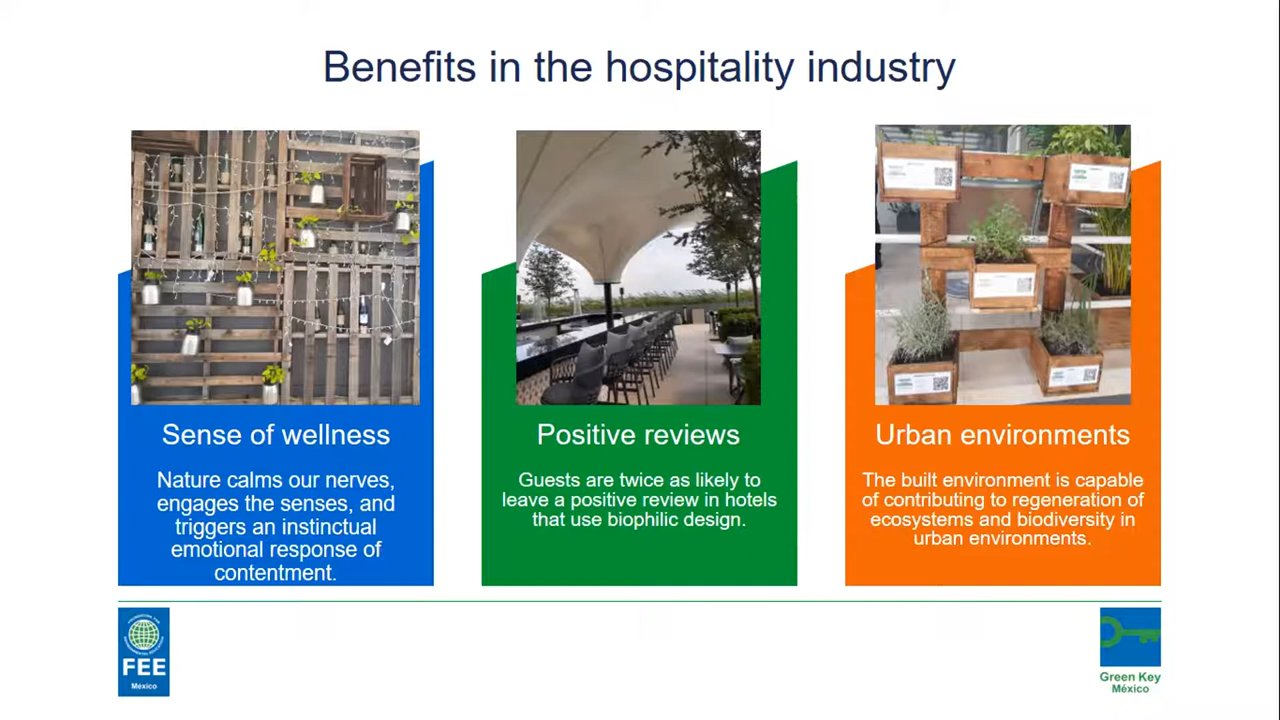 Benefits in the hospitality industry
Sense of wellness
Nature calms our nerves,
engages the senses, and
triggers an instinctual
emotional response of
contentment.
Positive reviews
Guests are twice as likely to
leave a positive review in hotels
that use biophilic design.
Urban environments
The built environment is capable
of contributing to regeneration of
ecosystems and biodiversity in
urban environments.
FEE
México
Green Key
México